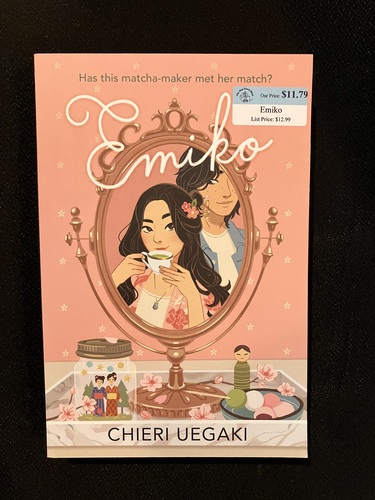 Has this matcha-maker met her match?
Our Price: $11.79
Emiko
List Price: $12.99
Emiko
CHIERI UEGAKI